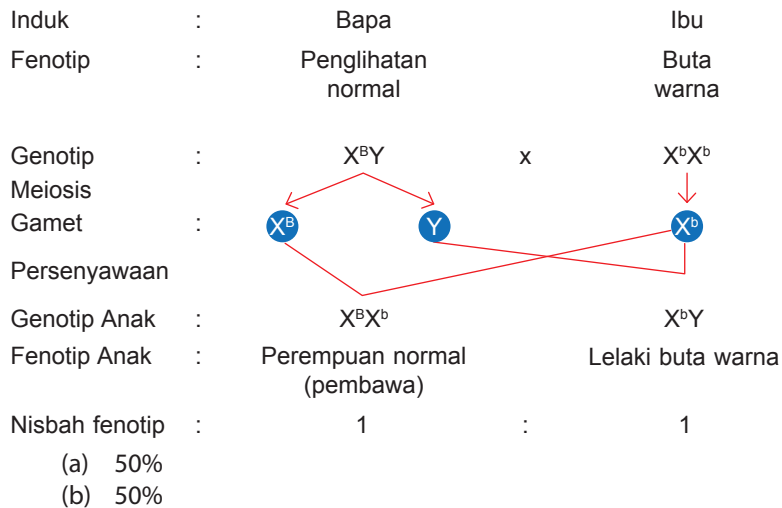 Induk : Bapa Ibu
Fenotip : Penglihatan normal Buta warna
Genotip : XᴮY x XᵇXᵇ
Meiosis
Gamet : Xᴮ Y Xᵇ
Persenyawaan
Genotip Anak : XᴮXᵇ XᵇY
Fenotip Anak : Perempuan normal (pembawa) Lelaki buta warna
Nisbah fenotip : 1 : 1
(a) 50%
(b) 50%